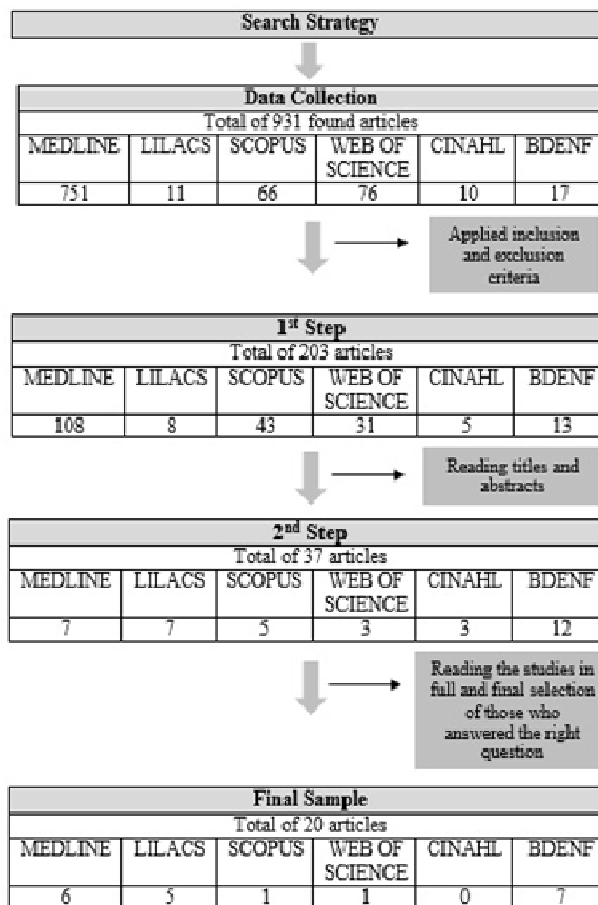 Search Strategy
Data Collection
Total of 931 found articles
MEDLINE LILACS SCOPUS WEB OF SCIENCE CINAHL BDENF
751 11 66 76 10 17
Applied inclusion
and exclusion
criteria
1st Step
Total of 203 articles
MEDLINE LILACS SCOPUS WEB OF SCIENCE CINAHL BDENF
108 8 43 31 5 13
Reading titles and
abstracts
2nd Step
Total of 37 articles
MEDLINE LILACS SCOPUS WEB OF SCIENCE CINAHL BDENF
7 7 5 3 3 12
Reading the studies in
full and final selection
of those who
answered the right
question
Final Sample
Total of 20 articles
MEDLINE LILACS SCOPUS WEB OF SCIENCE CINAHL BDENF
6 5 1 1 0 7